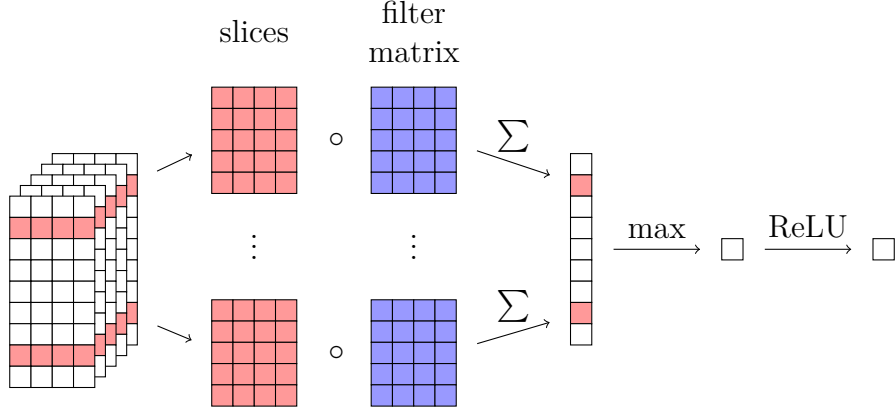 slices
filter
matrix
∘
∑
⋮
⋮
max
ReLU
∘
∑